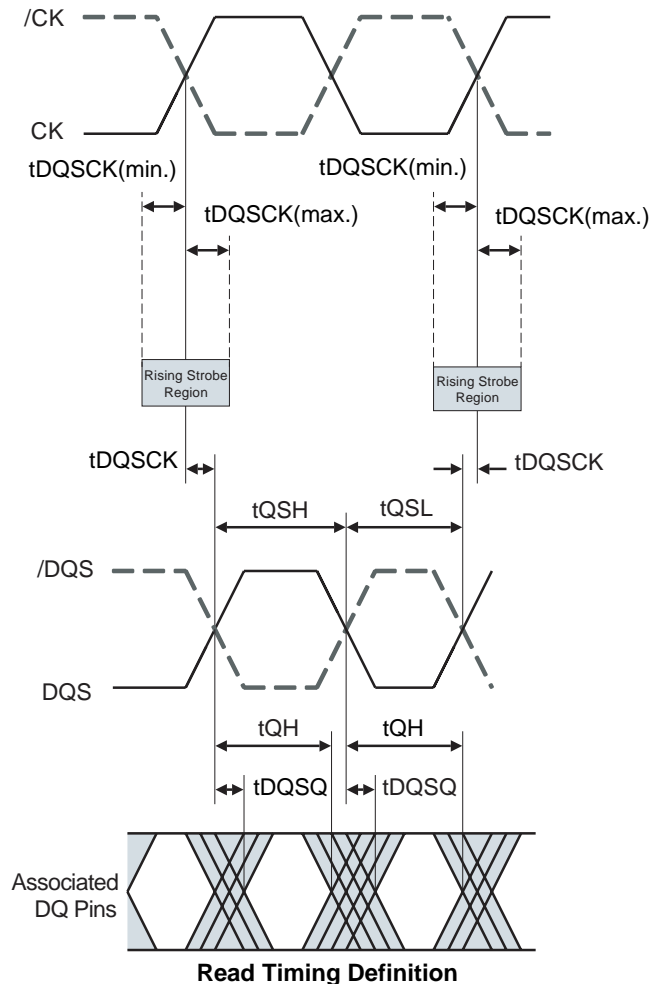 /CK
CK
tDQSCK(min.)
tDQSCK(min.)
tDQSCK(max.)
tDQSCK(max.)
Rising Strobe
Region
Rising Strobe
Region
tDQSCK
tDQSCK
tQSH
tQSL
/DQS
DQS
tQH
tQH
tDQSQ
tDQSQ
Associated
DQ Pins
Read Timing Definition